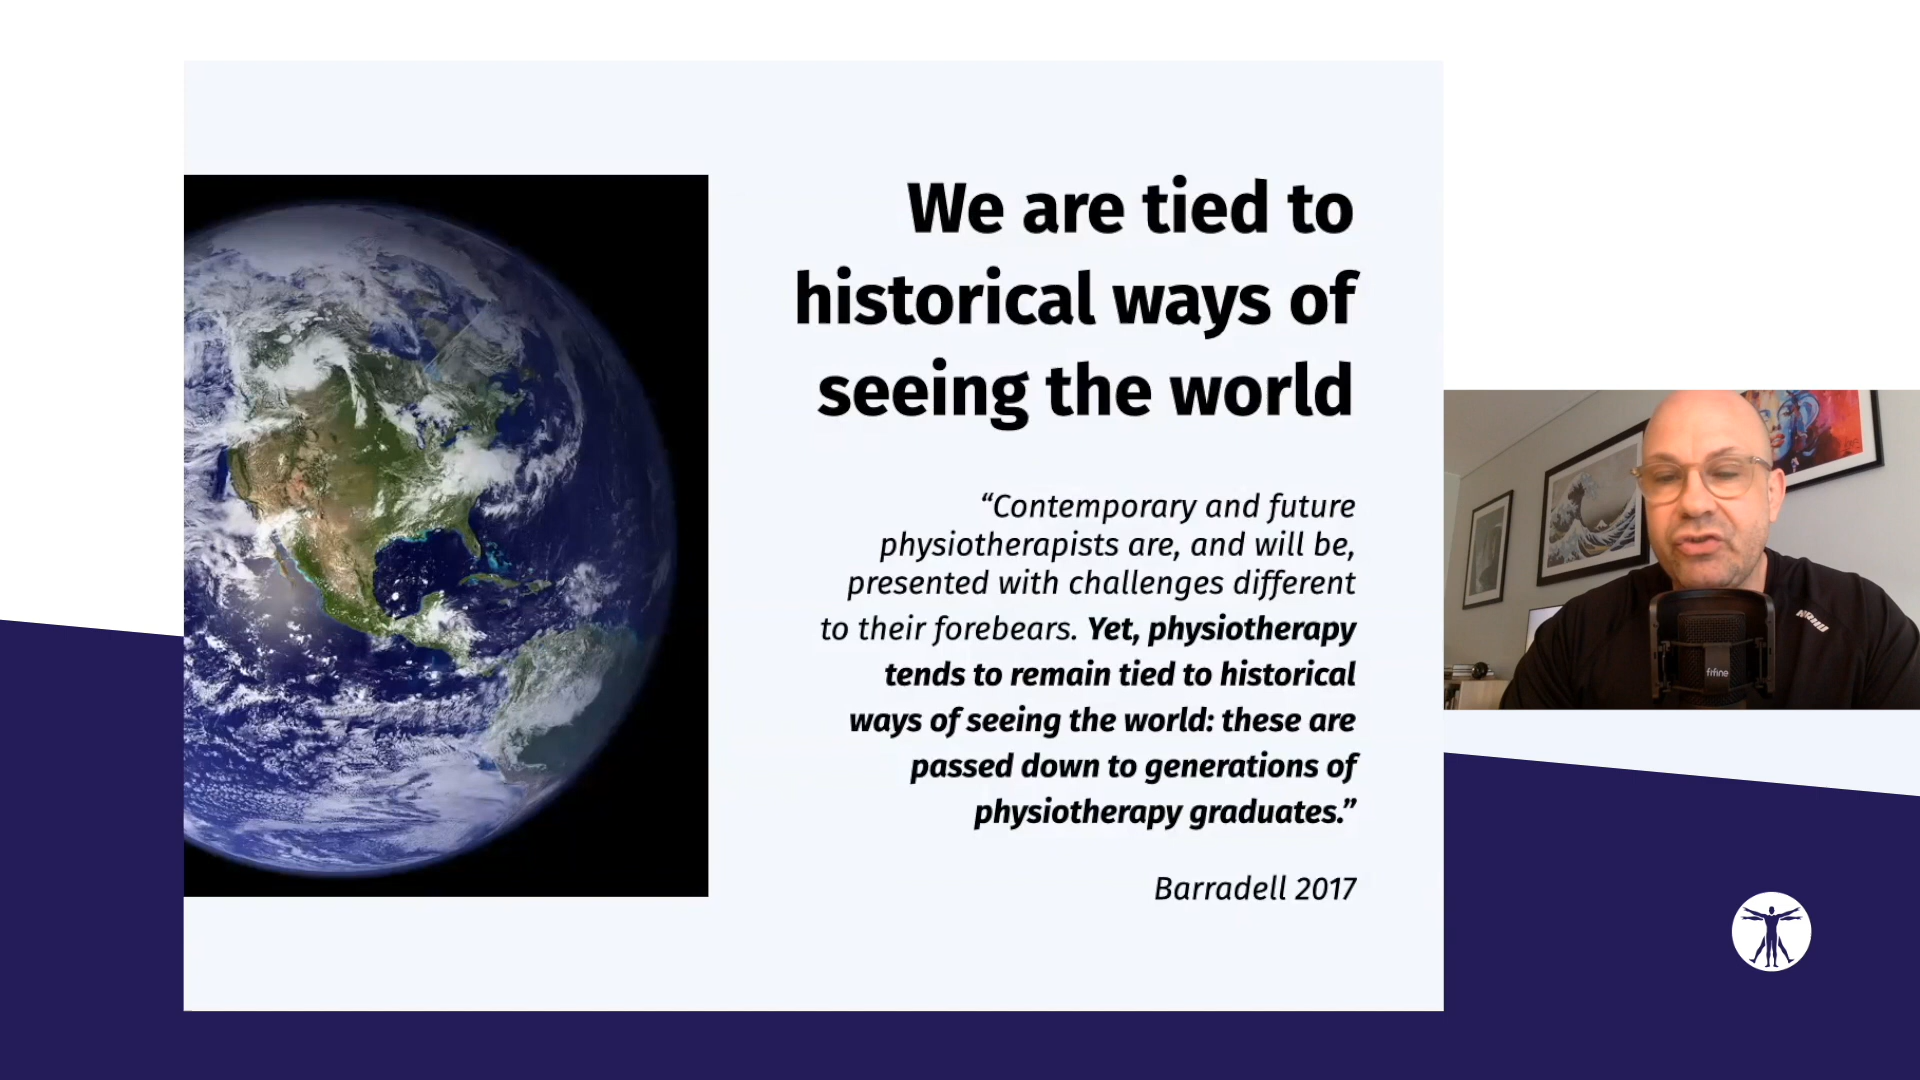 We are tied to
historical ways of
seeing the world
“Contemporary and future
physiotherapists are, and will be,
presented with challenges different
to their forebears. Yet, physiotherapy
tends to remain tied to historical
ways of seeing the world: these are
passed down to generations of
physiotherapy graduates.”
Barradell 2017
fifine